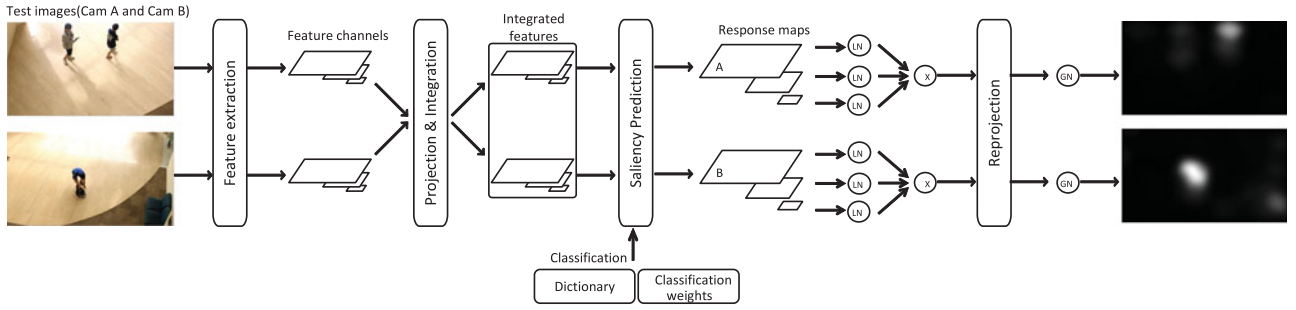 Test images(Cam A and Cam B)
Feature extraction
Feature channels
Projection & Integration
Integrated
features
Saliency Prediction
Response maps
A
LN
LN
LN
X
B
LN
LN
LN
X
Reprojection
GN
GN
Classification
Dictionary
Classification
weights